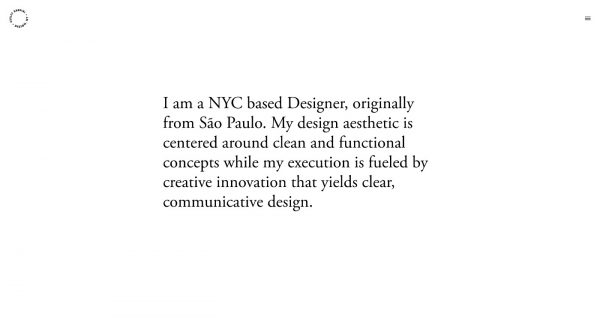 I am a NYC based Designer, originally
from São Paulo. My design aesthetic is
centered around clean and functional
concepts while my execution is fueled by
creative innovation that yields clear,
communicative design.